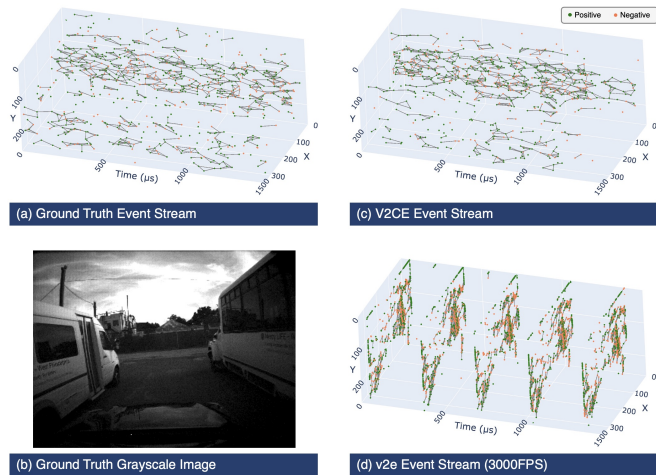 Positive Negative
0
100
200
Y
500
1000
1500
Time (µs)
300
200
100
0
X
(a) Ground Truth Event Stream
0
100
200
Y
500
1000
1500
Time (µs)
300
200
100
0
X
(c) V2CE Event Stream
(b) Ground Truth Grayscale Image
200
100
0
Y
0
500
1000
1500
Time (µs)
300
200
100
0
X
(d) v2e Event Stream (3000FPS)